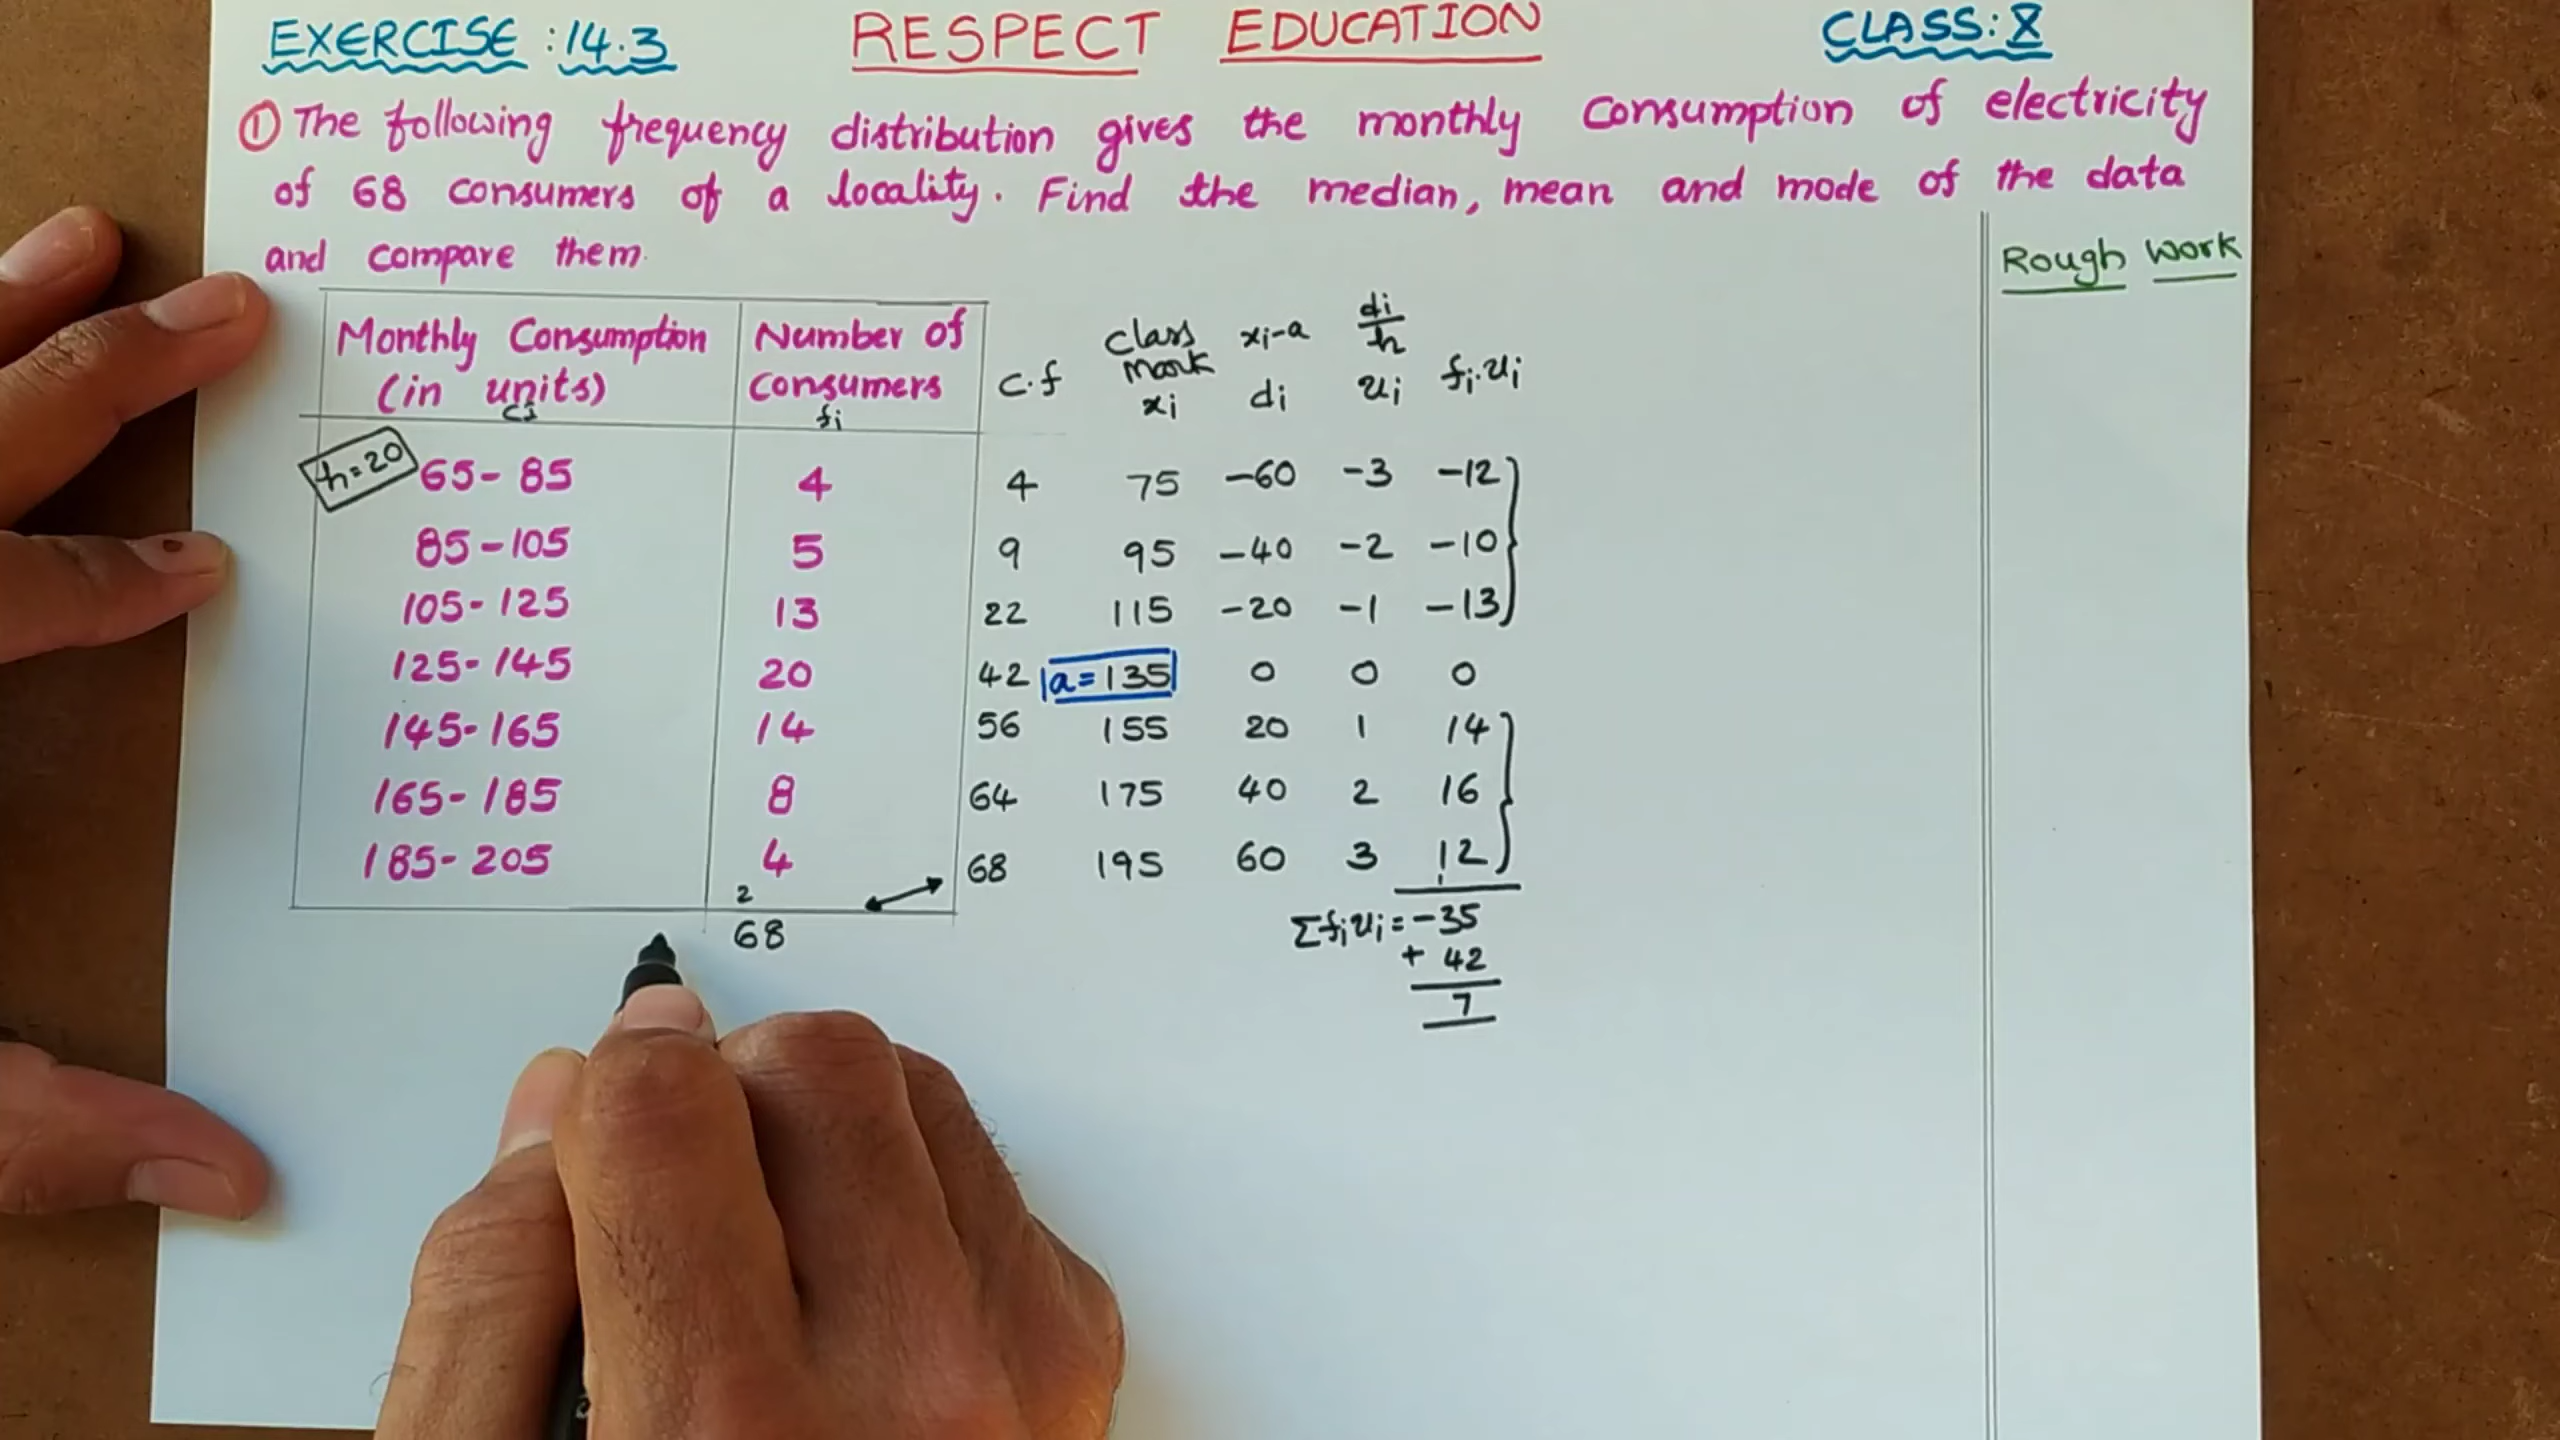 EXERCISE :14.3 RESPECT EDUCATION CLASS: X
① The following frequency distribution gives the monthly consumption of electricity
of 68 consumers of a locality. Find the median, mean and mode of the data
and compare them.
Rough Work
Monthly Consumption (in units) CI
Number of consumers fi
c.f
class mark xi
xi-a di
di/h ui
fi.ui
h=20
65-85 4 4 75 -60 -3 -12
85-105 5 9 95 -40 -2 -10
105-125 13 22 115 -20 -1 -13
125-145 20 42 a=135 0 0 0
145-165 14 56 155 20 1 14
165-185 8 64 175 40 2 16
185-205 4 68 195 60 3 12
2
68
Σfiui = -35
+ 42
7